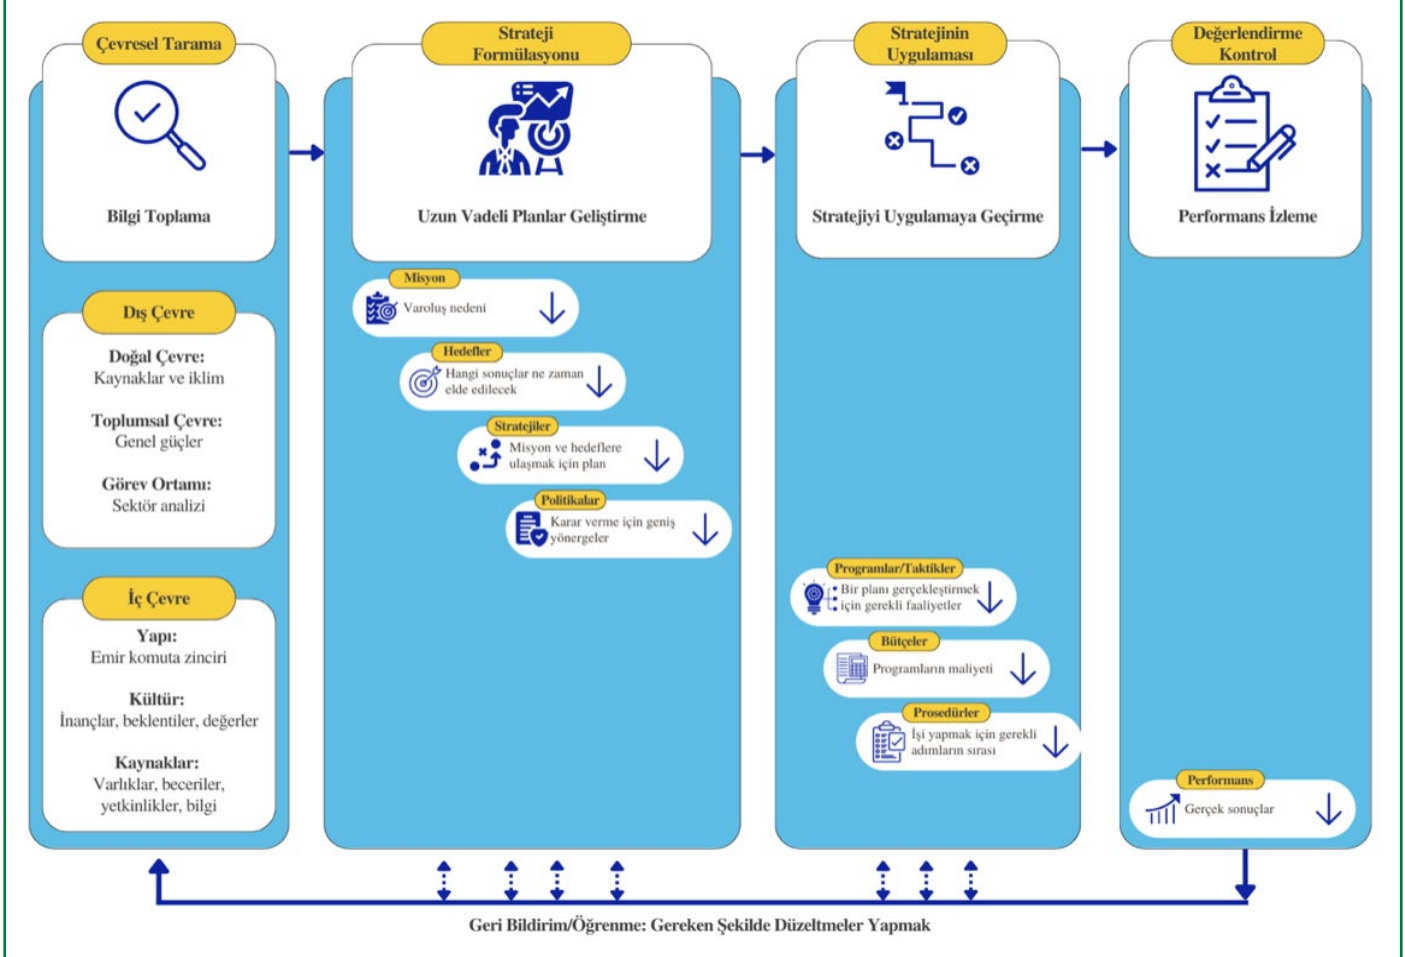 Çevresel Tarama
Bilgi Toplama
Dış Çevre
Doğal Çevre:
Kaynaklar ve iklim
Toplumsal Çevre:
Genel güçler
Görev Ortamı:
Sektör analizi
İç Çevre
Yapı:
Emir komuta zinciri
Kültür:
İnançlar, beklentiler, değerler
Kaynaklar:
Varlıklar, beceriler,
yetkinlikler, bilgi
Strateji
Formülasyonu
Uzun Vadeli Planlar Geliştirme
Misyon
Varoluş nedeni
Hedefler
Hangi sonuçlar ne zaman
elde edilecek
Stratejiler
Misyon ve hedeflere
ulaşmak için plan
Politikalar
Karar verme için geniş
yönergeler
Stratejinin
Uygulaması
Stratejiyi Uygulamaya Geçirme
Programlar/Taktikler
Bir planı gerçekleştirmek
için gerekli faaliyetler
Bütçeler
Programların maliyeti
Prosedürler
İşi yapmak için gerekli
adımların sırası
Değerlendirme
Kontrol
Performans İzleme
Performans
Gerçek sonuçlar
Geri Bildirim/Öğrenme: Gereken Şekilde Düzeltmeler Yapmak